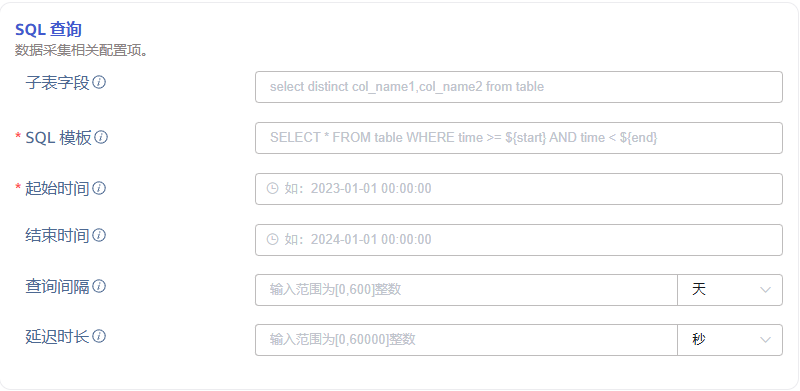 SQL 查询
数据采集相关配置项。
子表字段
select distinct col_name1,col_name2 from table
* SQL 模板
SELECT * FROM table WHERE time >= ${start} AND time < ${end}
* 起始时间
如：2023-01-01 00:00:00
结束时间
如：2024-01-01 00:00:00
查询间隔
输入范围为[0,600]整数
天
延迟时长
输入范围为[0,60000]整数
秒